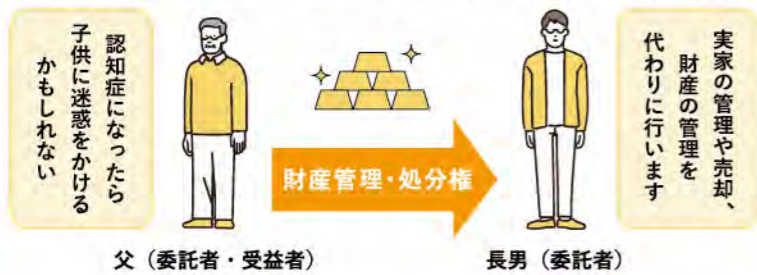 認知症になったら
子供に迷惑をかける
かもしれない
財産管理・処分権
実家の管理や売却、
財産の管理を
代わりに行います
父（委託者・受益者）
長男（委託者）